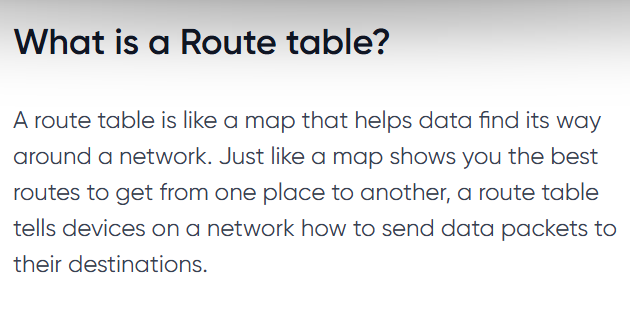 What is a Route table?
A route table is like a map that helps data find its way
around a network. Just like a map shows you the best
routes to get from one place to another, a route table
tells devices on a network how to send data packets to
their destinations.